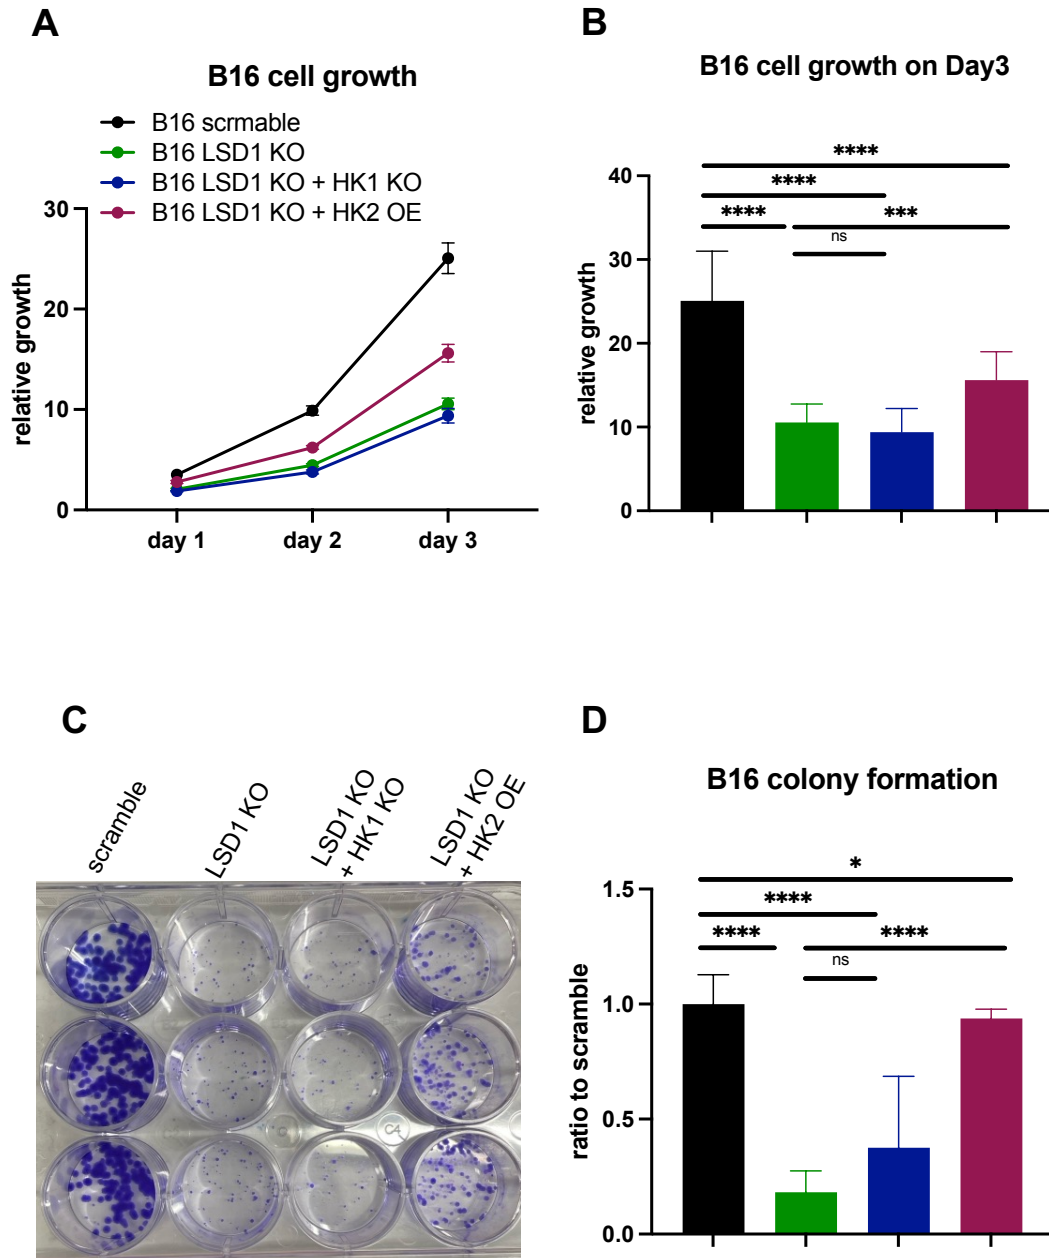 A
B16 cell growth
B16 scrmable
B16 LSD1 KO
B16 LSD1 KO + HK1 KO
B16 LSD1 KO + HK2 OE
relative growth
30
20
10
0
day 1
day 2
day 3
B
B16 cell growth on Day3
****
****
****
***
ns
relative growth
40
30
20
10
0
C
scramble
LSD1 KO
LSD1 KO
+ HK1 KO
LSD1 KO
+ HK2 OE
C4
D
B16 colony formation
*
****
****
****
ns
ratio to scramble
1.5
1.0
0.5
0.0